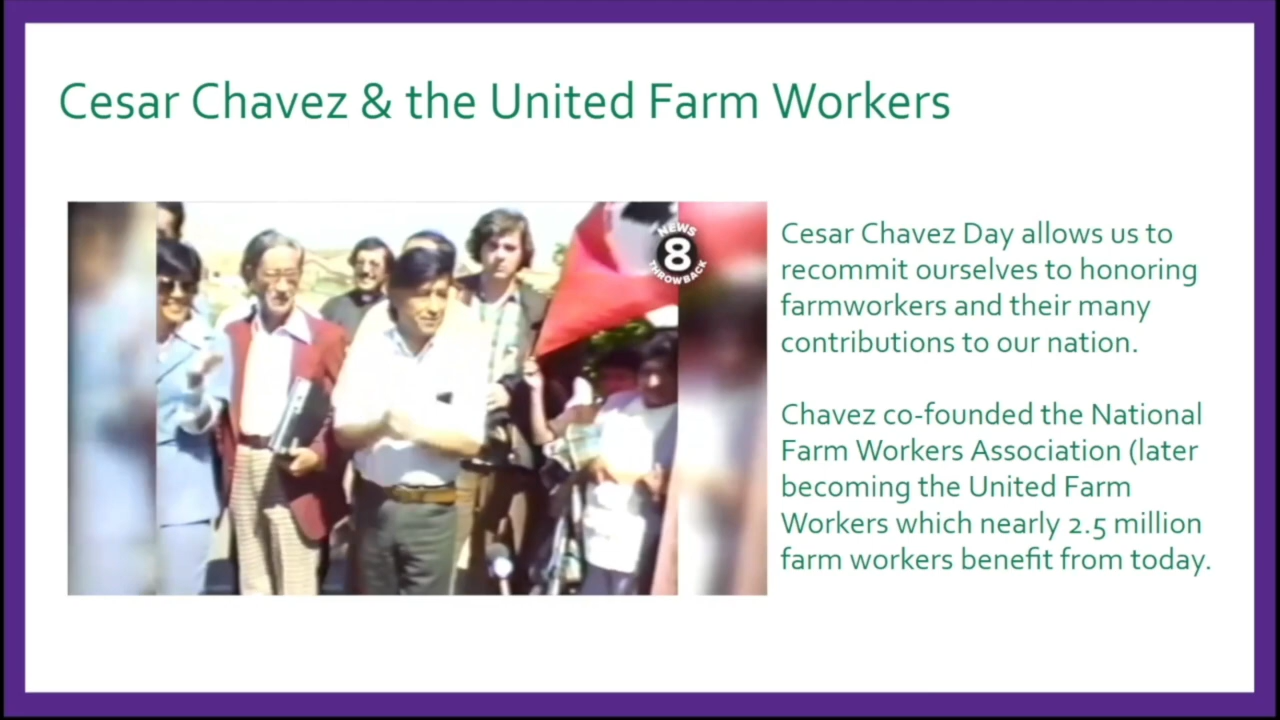 Cesar Chavez & the United Farm Workers
NEWS
8
THROWBACK
Cesar Chavez Day allows us to
recommit ourselves to honoring
farmworkers and their many
contributions to our nation.
Chavez co-founded the National
Farm Workers Association (later
becoming the United Farm
Workers which nearly 2.5 million
farm workers benefit from today.